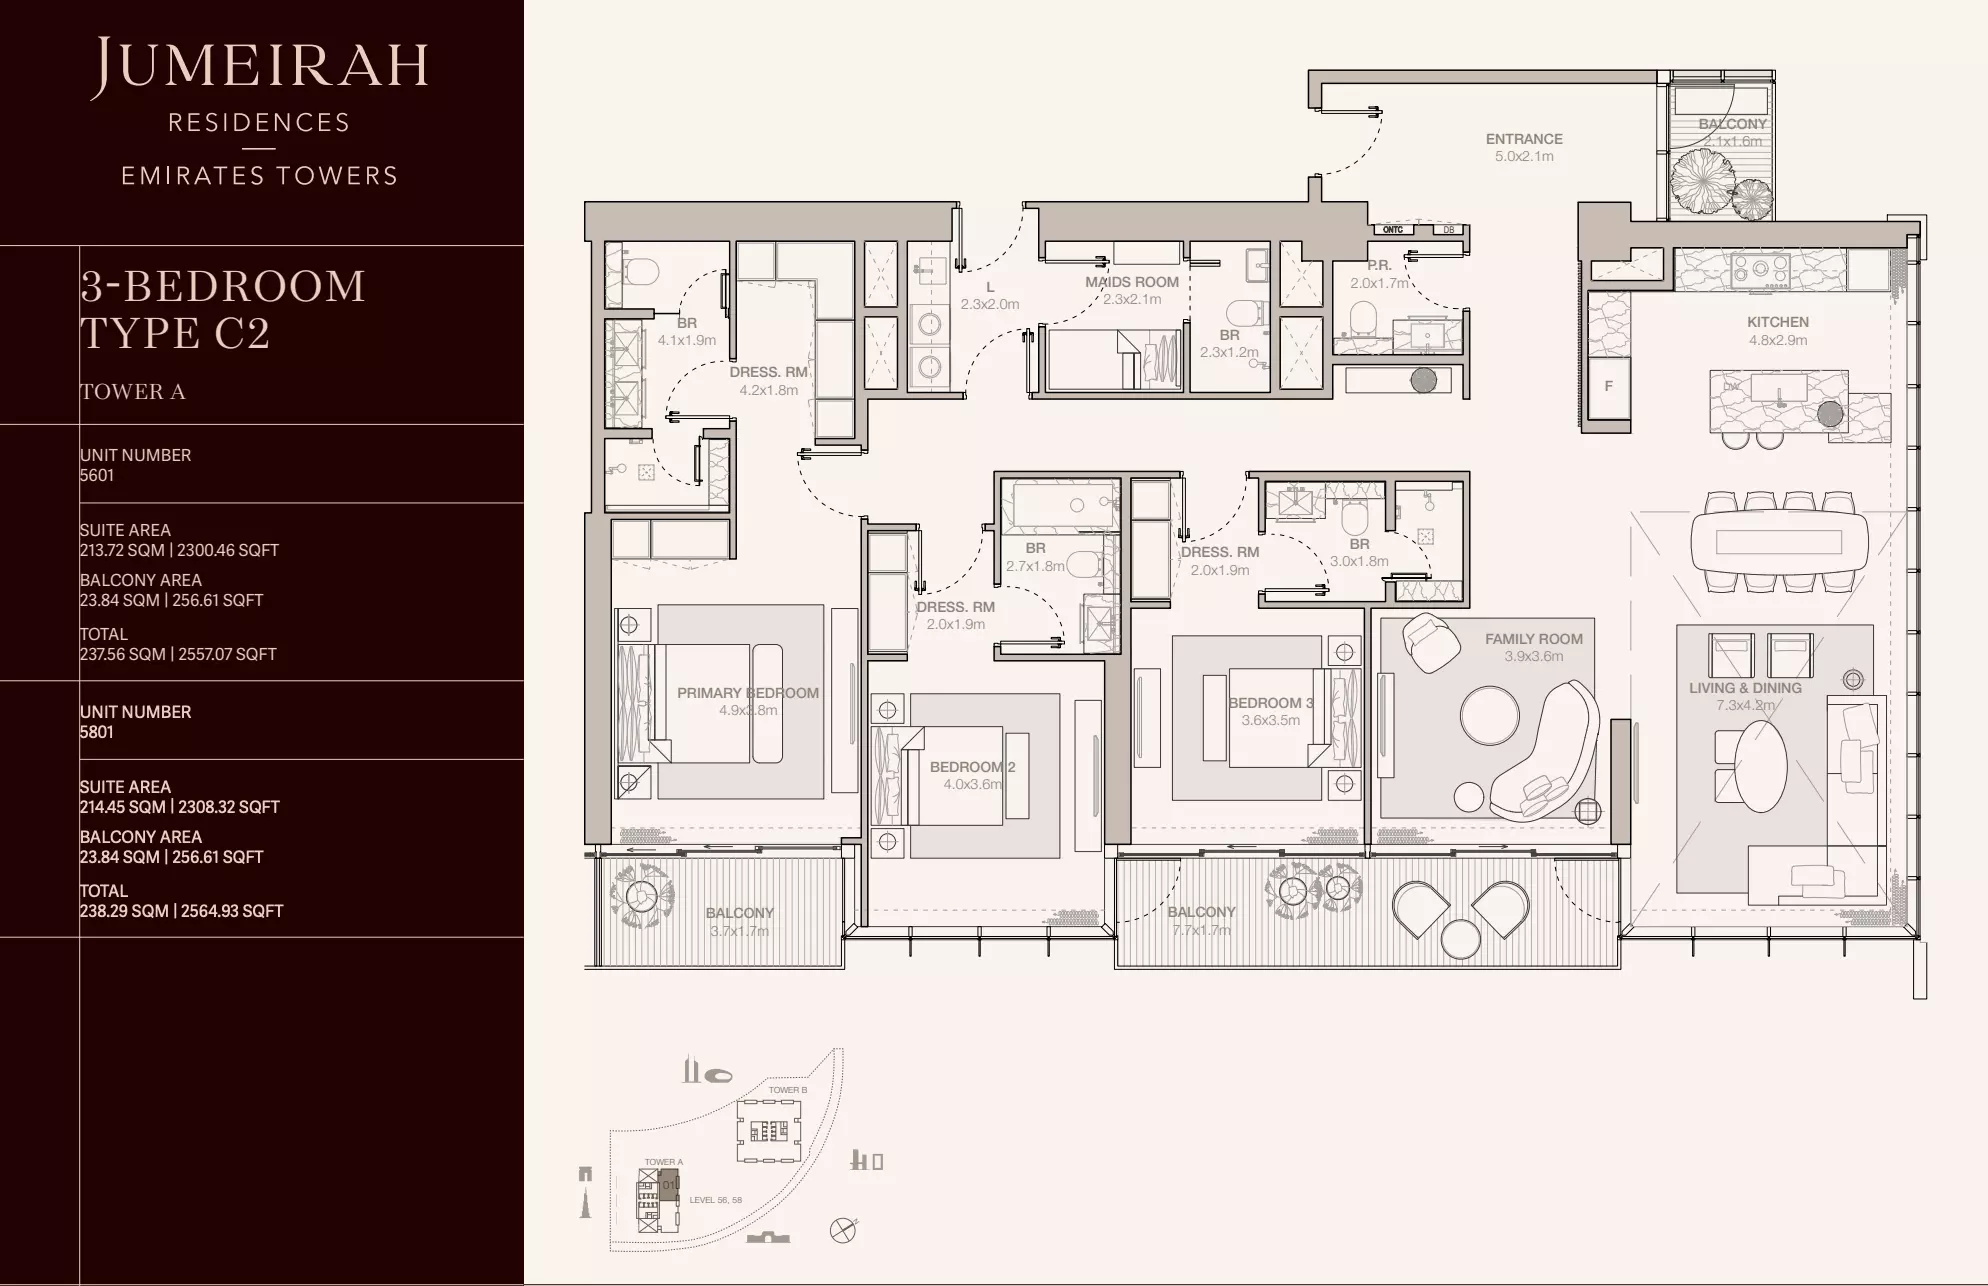 JUMEIRAH
RESIDENCES
EMIRATES TOWERS
3-BEDROOM
TYPE C2
TOWER A
UNIT NUMBER
5601
SUITE AREA
213.72 SQM | 2300.46 SQFT
BALCONY AREA
23.84 SQM | 256.61 SQFT
TOTAL
237.56 SQM | 2557.07 SQFT
UNIT NUMBER
5801
SUITE AREA
214.45 SQM | 2308.32 SQFT
BALCONY AREA
23.84 SQM | 256.61 SQFT
TOTAL
238.29 SQM | 2564.93 SQFT
ENTRANCE
5.0x2.1m
BALCONY
2.1x1.6m
ONTC
DB
P.R.
2.0x1.7m
L
2.3x2.0m
MAIDS ROOM
2.3x2.1m
BR
2.3x1.2m
BR
4.1x1.9m
DRESS. RM
4.2x1.8m
KITCHEN
4.8x2.9m
F
DW
BR
2.7x1.8m
DRESS. RM
2.0x1.9m
BR
3.0x1.8m
DRESS. RM
2.0x1.9m
FAMILY ROOM
3.9x3.6m
LIVING & DINING
7.3x4.2m
PRIMARY BEDROOM
4.9x3.8m
BEDROOM 3
3.6x3.5m
BEDROOM 2
4.0x3.6m
BALCONY
3.7x1.7m
BALCONY
7.7x1.7m
TOWER B
TOWER A
01
LEVEL 56, 58
N